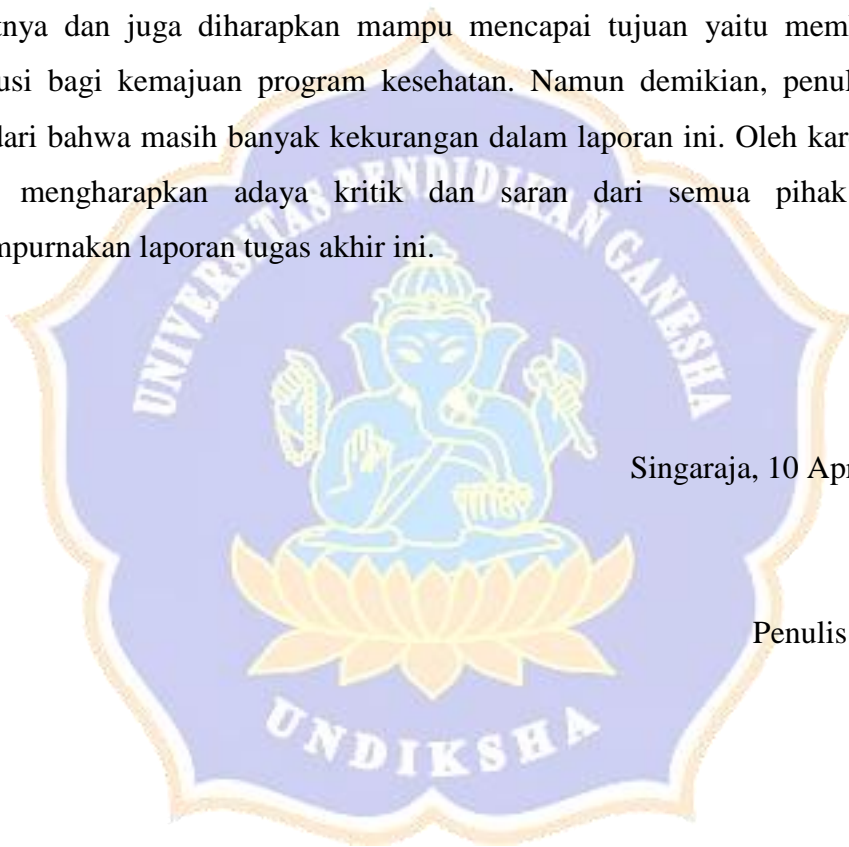 tnya dan juga diharapkan mampu mencapai tujuan yaitu mem
usi bagi kemajuan program kesehatan. Namun demikian, penul
dari bahwa masih banyak kekurangan dalam laporan ini. Oleh kar
mengharapkan adaya kritik dan saran dari semua pihak
mpurnakan laporan tugas akhir ini.
UNIVERSITAS PENDIDIKAN GANESHA
Singaraja, 10 Apr
Penulis
UNDIKSHA